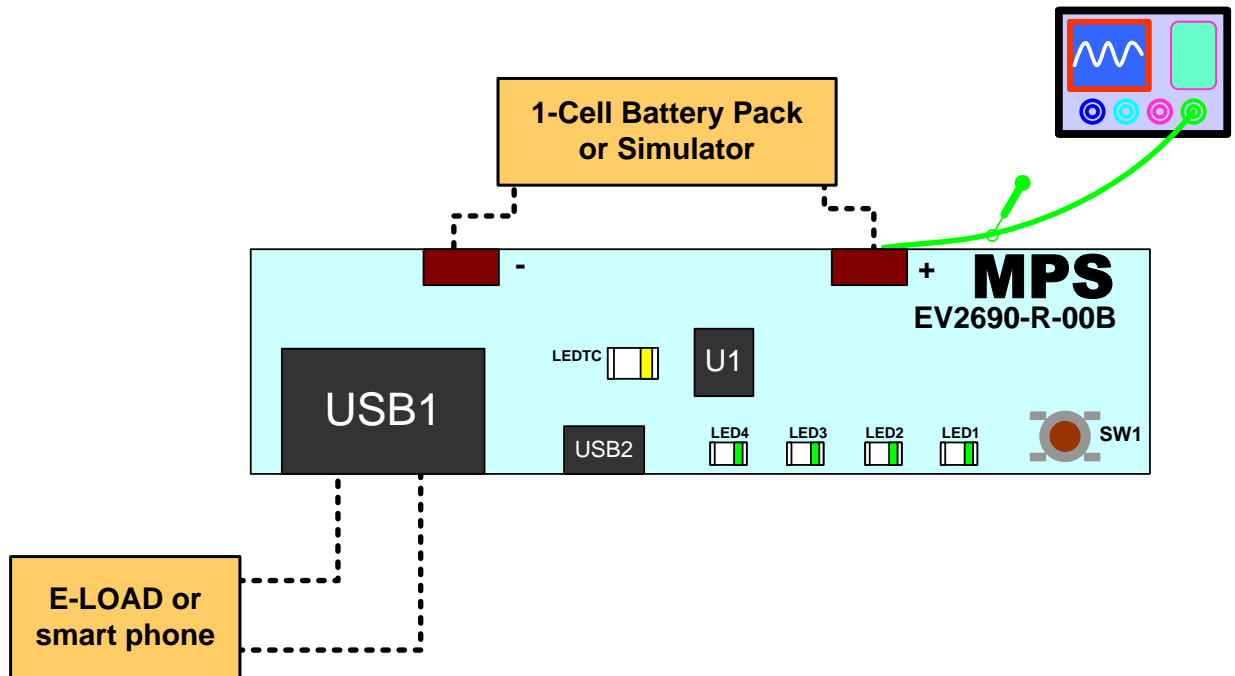 1-Cell Battery Pack
or Simulator
-
+
MPS
EV2690-R-00B
LEDTC
U1
USB1
USB2
LED4
LED3
LED2
LED1
SW1
E-LOAD or
smart phone